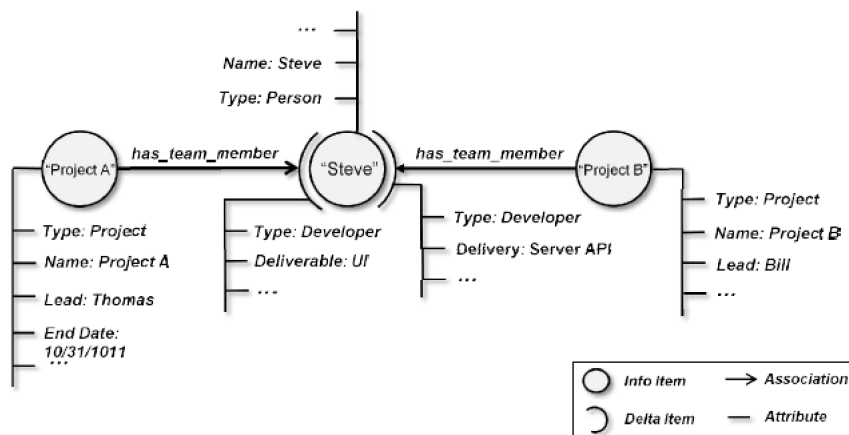 ...
Name: Steve
Type: Person
"Project A"
has_team_member
"Steve"
has_team_member
"Project B"
Type: Project
Name: Project A
Lead: Thomas
End Date:
10/31/1011
...
Type: Developer
Deliverable: UI
...
Type: Developer
Delivery: Server API
...
Type: Project
Name: Project B
Lead: Bill
...
Info Item
Association
Delta Item
Attribute